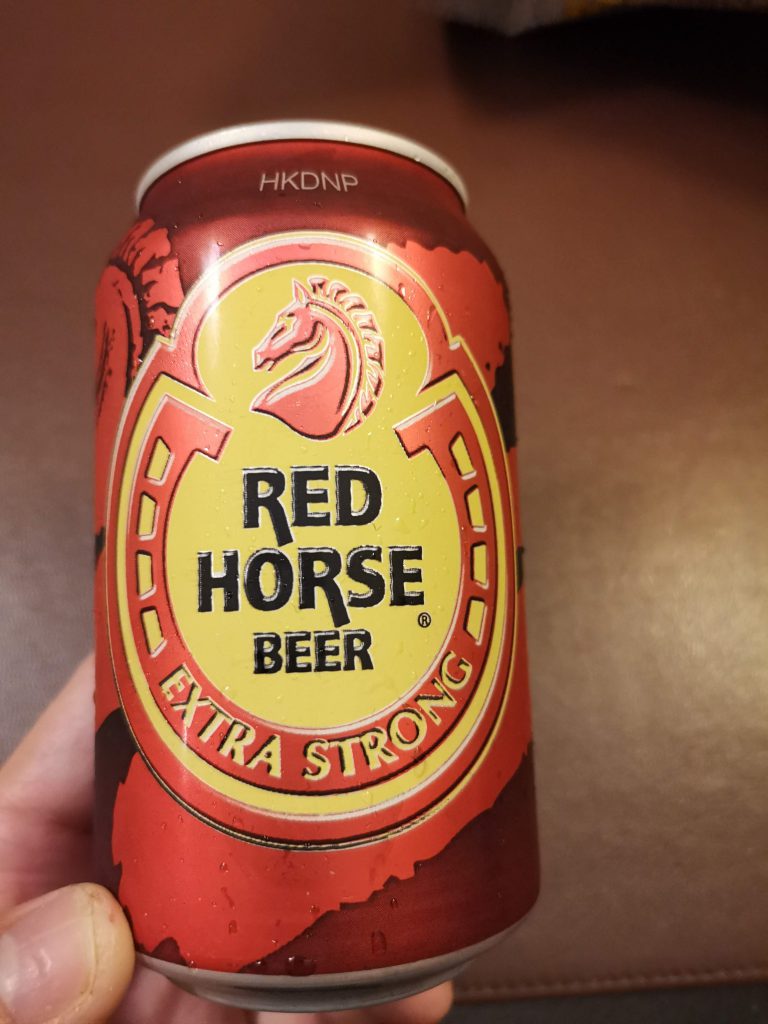 HKDNP
RED
HORSE
®
BEER
EXTRA STRONG